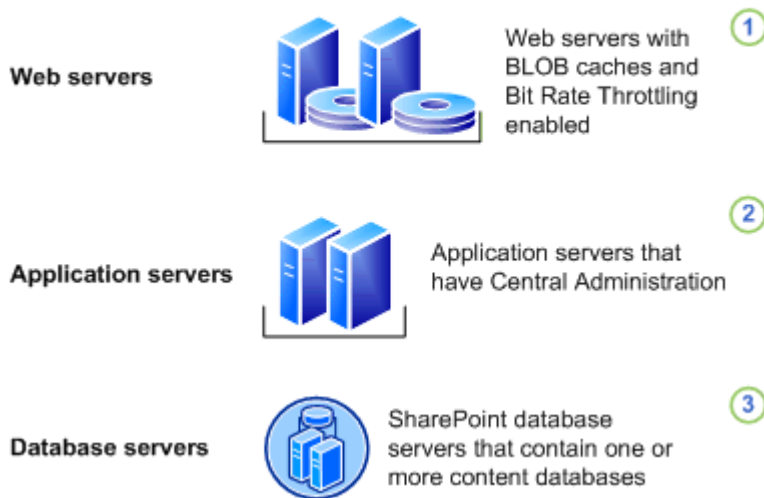 Web servers
Web servers with
BLOB caches and
Bit Rate Throttling
enabled
1
Application servers
Application servers that
have Central Administration
2
Database servers
SharePoint database
servers that contain one or
more content databases
3